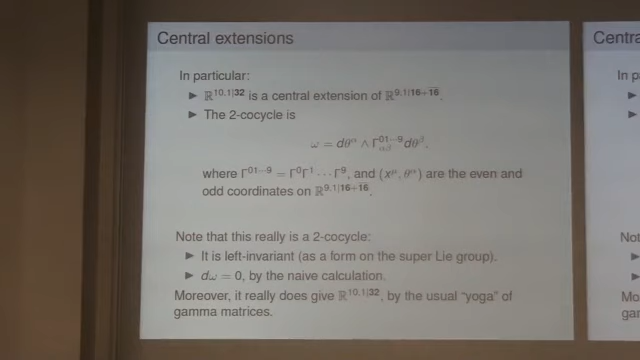 Central extensions
In particular:
► ℝ^{10,1|32} is a central extension of ℝ^{9,1|16+\overline{16}}.
► The 2-cocycle is
ω = dθ^α ∧ Γ^{01···9}_{αβ} dθ^β.
where Γ^{01···9} = Γ^0Γ^1 ··· Γ^9, and (x^μ, θ^α) are the even and
odd coordinates on ℝ^{9,1|16+\overline{16}}.
Note that this really is a 2-cocycle:
► It is left-invariant (as a form on the super Lie group).
► dω = 0, by the naive calculation.
Moreover, it really does give ℝ^{10,1|32}, by the usual "yoga" of
gamma matrices.
Centra
In p
►
►
Not
►
►
Mo
gar